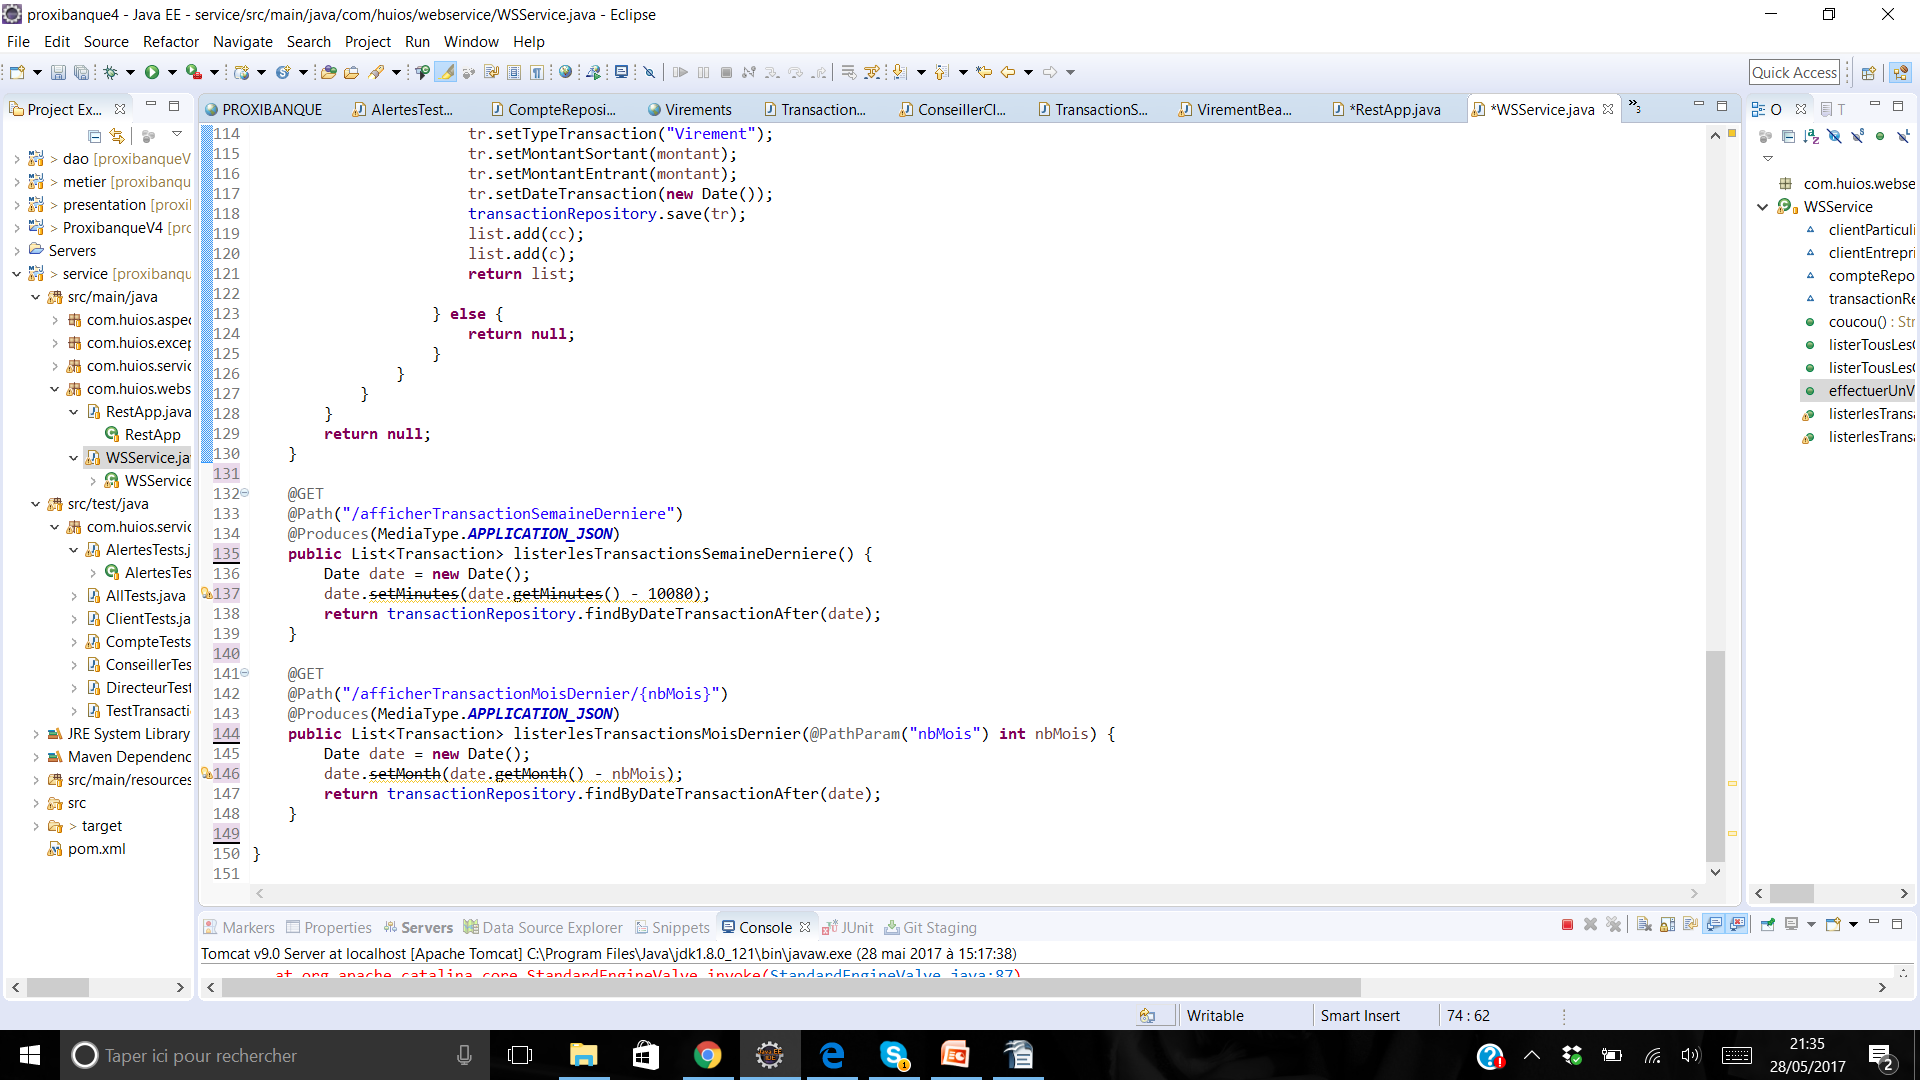 proxibanque4 - Java EE - service/src/main/java/com/huios/webservice/WSService.java - Eclipse
File Edit Source Refactor Navigate Search Project Run Window Help
Quick Access
Project Ex...
PROXIBANQUE AlertesTest... CompteReposi... Virements Transaction... ConseillerCl... TransactionS... VirementBea... *RestApp.java *WSService.java »3
O T
> dao [proxibanqueV
> metier [proxibanqu
> presentation [proxil
> ProxibanqueV4 [prc
Servers
> service [proxibanqu
src/main/java
com.huios.aspec
com.huios.excep
com.huios.servic
com.huios.webs
RestApp.java
RestApp
WSService.ja
WSService
src/test/java
com.huios.servic
AlertesTests.j
AlertesTes
AllTests.java
ClientTests.ja
CompteTests
ConseillerTes
DirecteurTest
TestTransacti
JRE System Library
Maven Dependenc
src/main/resources
src
> target
pom.xml
114 tr.setTypeTransaction("Virement");
115 tr.setMontantSortant(montant);
116 tr.setMontantEntrant(montant);
117 tr.setDateTransaction(new Date());
118 transactionRepository.save(tr);
119 list.add(cc);
120 list.add(c);
121 return list;
122
123 } else {
124 return null;
125 }
126 }
127 }
128 }
129 return null;
130 }
131
132 @GET
133 @Path("/afficherTransactionSemaineDerniere")
134 @Produces(MediaType.APPLICATION_JSON)
135 public List<Transaction> listerlesTransactionsSemaineDerniere() {
136 Date date = new Date();
137 date.setMinutes(date.getMinutes() - 10080);
138 return transactionRepository.findByDateTransactionAfter(date);
139 }
140
141 @GET
142 @Path("/afficherTransactionMoisDernier/{nbMois}")
143 @Produces(MediaType.APPLICATION_JSON)
144 public List<Transaction> listerlesTransactionsMoisDernier(@PathParam("nbMois") int nbMois) {
145 Date date = new Date();
146 date.setMonth(date.getMonth() - nbMois);
147 return transactionRepository.findByDateTransactionAfter(date);
148 }
149
150 }
151
com.huios.webse
WSService
clientParticuli
clientEntrepri
compteRepo
transactionRe
coucou() : Str
listerTousLes
listerTousLes
effectuerUnV
listerlesTransa
listerlesTransa
Markers Properties Servers Data Source Explorer Snippets Console JUnit Git Staging
Tomcat v9.0 Server at localhost [Apache Tomcat] C:\Program Files\Java\jdk1.8.0_121\bin\javaw.exe (28 mai 2017 à 15:17:38)
at org.apache.catalina.core.StandardEngineValve.invoke(StandardEngineValve.java:87)
Writable Smart Insert 74 : 62
Taper ici pour rechercher
21:35
28/05/2017
2